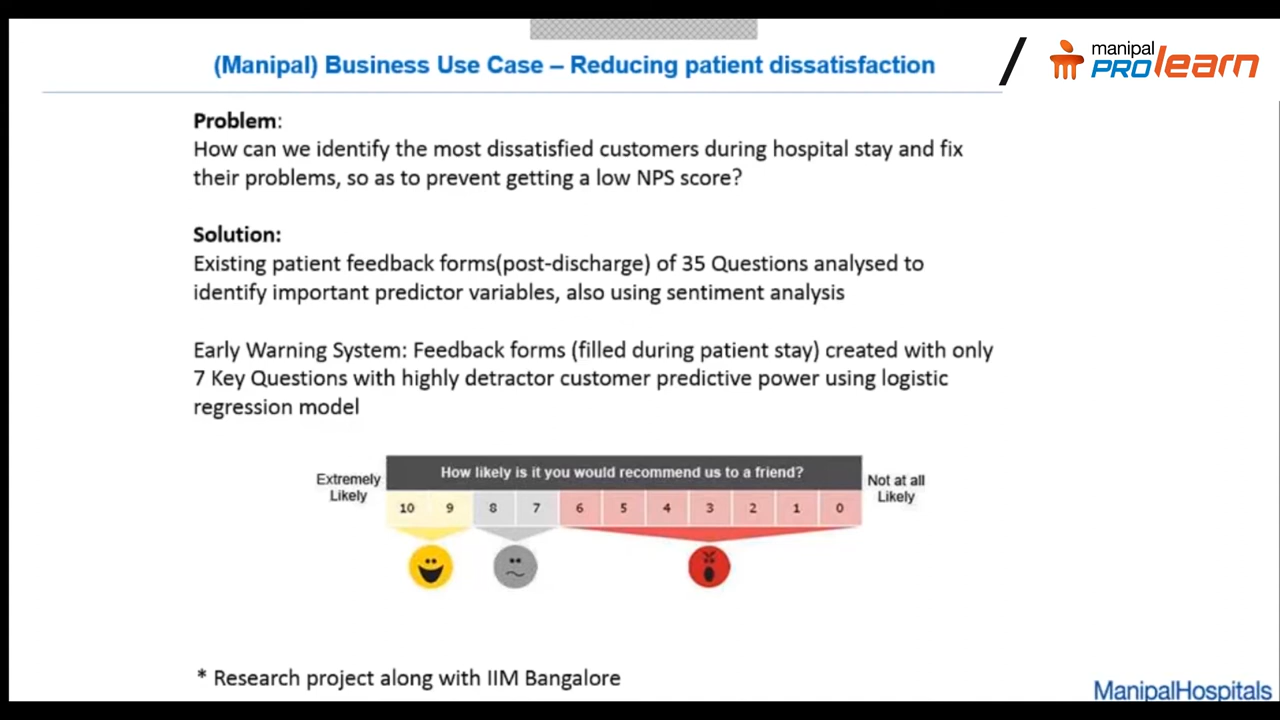 (Manipal) Business Use Case – Reducing patient dissatisfaction
manipal
PROlearn
Problem:
How can we identify the most dissatisfied customers during hospital stay and fix
their problems, so as to prevent getting a low NPS score?
Solution:
Existing patient feedback forms(post-discharge) of 35 Questions analysed to
identify important predictor variables, also using sentiment analysis
Early Warning System: Feedback forms (filled during patient stay) created with only
7 Key Questions with highly detractor customer predictive power using logistic
regression model
How likely is it you would recommend us to a friend?
Extremely
Likely
10 9 8 7 6 5 4 3 2 1 0
Not at all
Likely
* Research project along with IIM Bangalore
ManipalHospitals